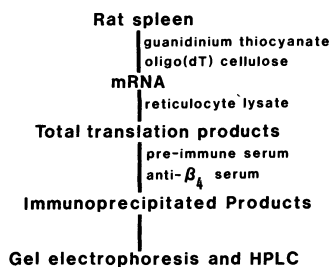 Rat spleen
guanidinium thiocyanate
oligo(dT) cellulose
mRNA
reticulocyte lysate
Total translation products
pre-immune serum
anti-β₄ serum
Immunoprecipitated Products
Gel electrophoresis and HPLC